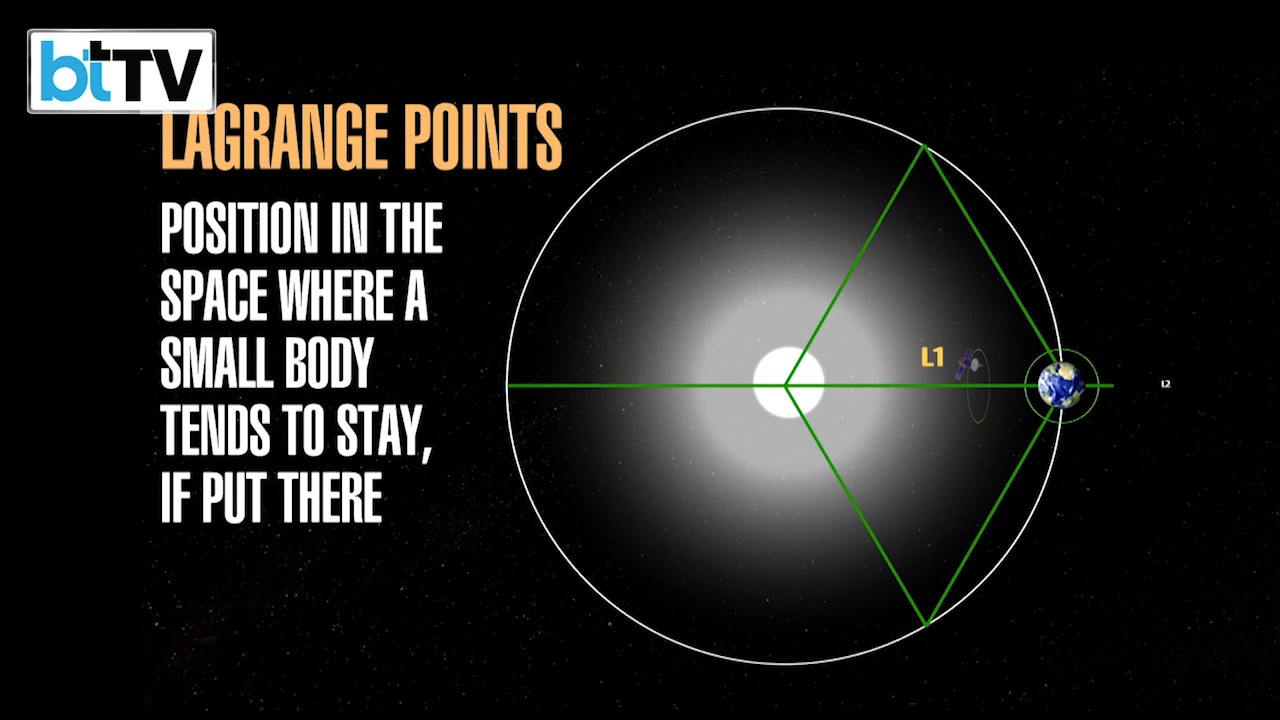 btTV
LAGRANGE POINTS
POSITION IN THE
SPACE WHERE A
SMALL BODY
TENDS TO STAY,
IF PUT THERE
L1
L2